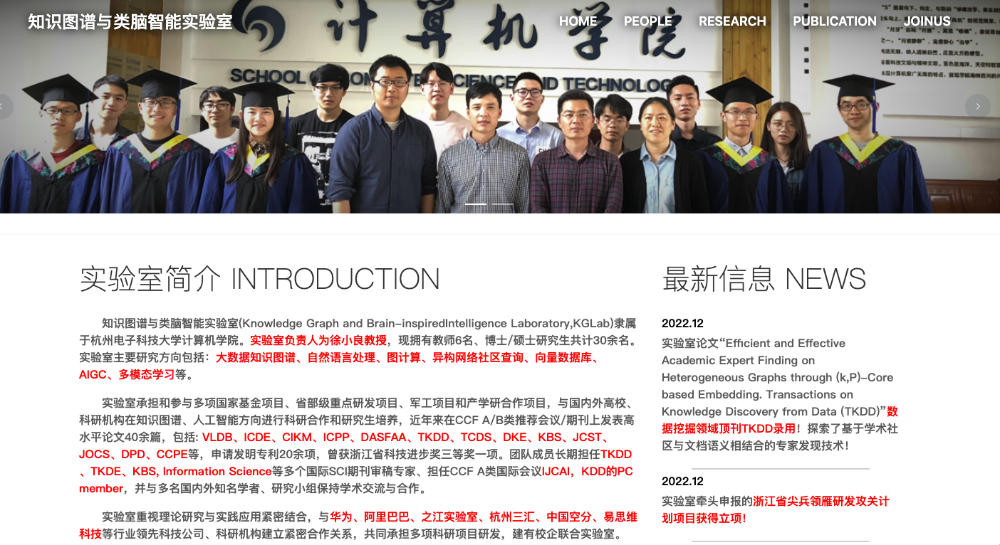 知识图谱与类脑智能实验室
HOME
PEOPLE
RESEARCH
PUBLICATION
JOINUS
计算机学院
SCHOOL OF COMPUTER SCIENCE AND TECHNOLOG
实验室简介 INTRODUCTION
知识图谱与类脑智能实验室(Knowledge Graph and Brain-inspiredIntelligence Laboratory,KGLab)隶属
于杭州电子科技大学计算机学院。实验室负责人为徐小良教授，现拥有教师6名、博士/硕士研究生共计30余名。
实验室主要研究方向包括：大数据知识图谱、自然语言处理、图计算、异构网络社区查询、向量数据库、
AIGC、多模态学习等。
实验室承担和参与多项国家基金项目、省部级重点研发项目、军工项目和产学研合作项目，与国内外高校、
科研机构在知识图谱、人工智能方向进行科研合作和研究生培养，近年来在CCF A/B类推荐会议/期刊上发表高
水平论文40余篇，包括: VLDB、ICDE、CIKM、ICPP、DASFAA、TKDD、TCDS、DKE、KBS、JCST、
JOCS、DPD、CCPE等，申请发明专利20余项，曾获浙江省科技进步奖三等奖一项。团队成员长期担任TKDD
、TKDE、KBS, Information Science等多个国际SCI期刊审稿专家、担任CCF A类国际会议IJCAI，KDD的PC
member，并与多名国内外知名学者、研究小组保持学术交流与合作。
实验室重视理论研究与实践应用紧密结合，与华为、阿里巴巴、之江实验室、杭州三汇、中国空分、易思维
科技等行业领先科技公司、科研机构建立紧密合作关系，共同承担多项科研项目研发，建有校企联合实验室。
最新信息 NEWS
2022.12
实验室论文“Efficient and Effective
Academic Expert Finding on
Heterogeneous Graphs through (k,P)-Core
based Embedding. Transactions on
Knowledge Discovery from Data (TKDD)”数
据挖掘领域顶刊TKDD录用！探索了基于学术社
区与文档语义相结合的专家发现技术！
2022.12
实验室牵头申报的浙江省尖兵领雁研发攻关计
划项目获得立项！